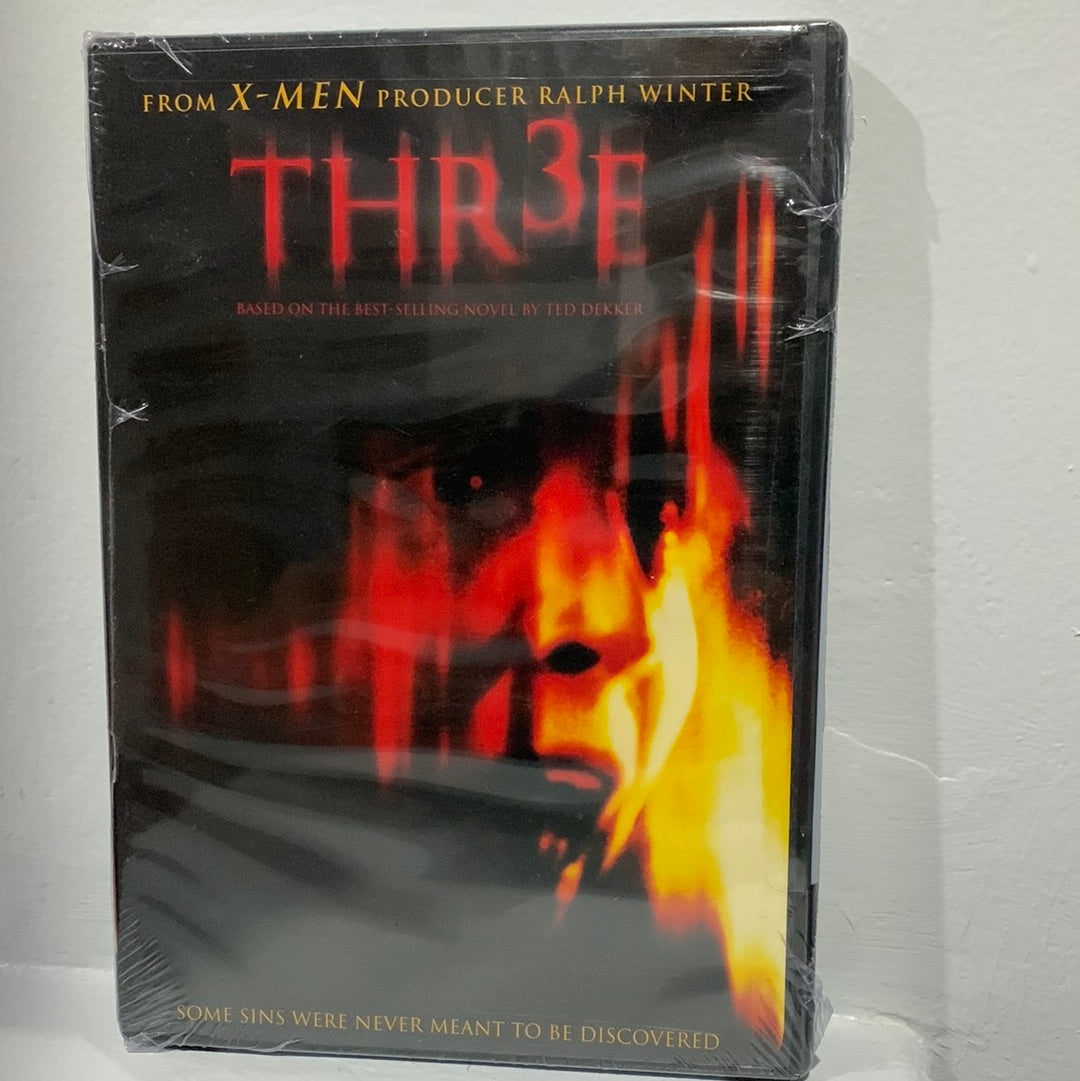 FROM X-MEN PRODUCER RALPH WINTER
THR3E
BASED ON THE BEST-SELLING NOVEL BY TED DEKKER
SOME SINS WERE NEVER MEANT TO BE DISCOVERED